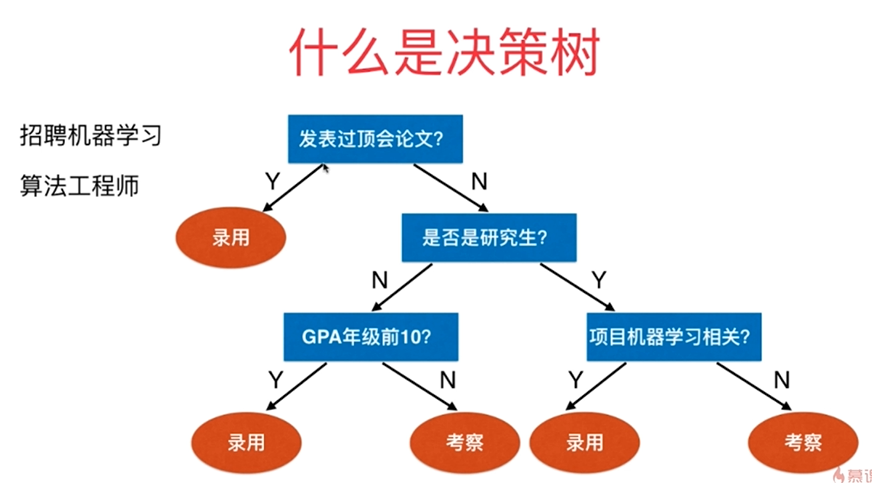 什么是决策树
招聘机器学习
算法工程师
发表过顶会论文？
Y
N
录用
是否是研究生？
N
Y
GPA年级前10？
项目机器学习相关？
Y
N
Y
N
录用
考察
录用
考察
慕